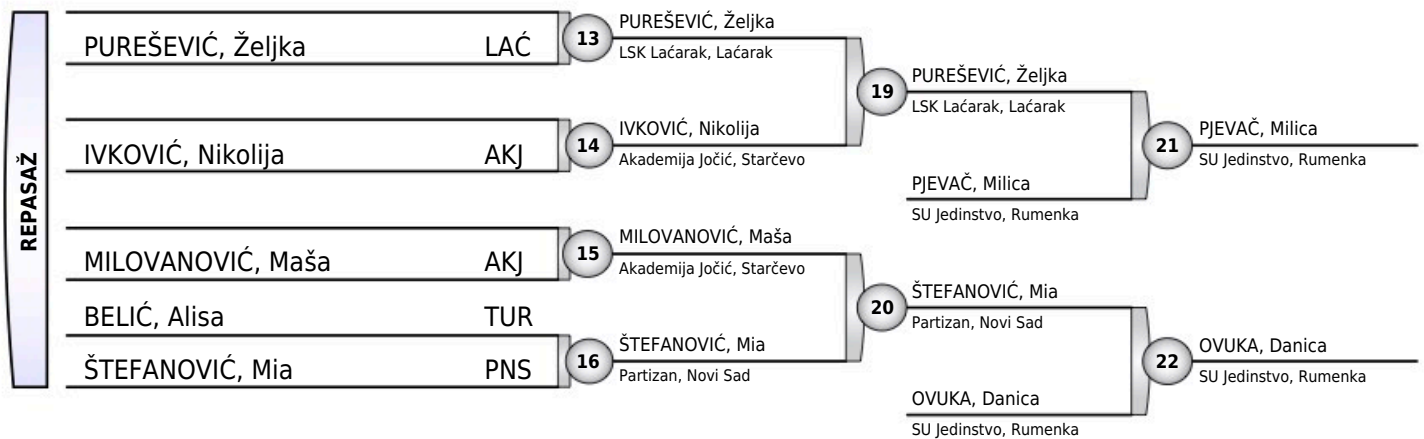 REPASAŽ
PUREŠEVIĆ, Željka LAĆ
IVKOVIĆ, Nikolija AKJ
MILOVANOVIĆ, Maša AKJ
BELIĆ, Alisa TUR
ŠTEFANOVIĆ, Mia PNS
13
PUREŠEVIĆ, Željka
LSK Laćarak, Laćarak
14
IVKOVIĆ, Nikolija
Akademija Jočić, Starčevo
15
MILOVANOVIĆ, Maša
Akademija Jočić, Starčevo
16
ŠTEFANOVIĆ, Mia
Partizan, Novi Sad
19
PUREŠEVIĆ, Željka
LSK Laćarak, Laćarak
PJEVAČ, Milica
SU Jedinstvo, Rumenka
20
ŠTEFANOVIĆ, Mia
Partizan, Novi Sad
OVUKA, Danica
SU Jedinstvo, Rumenka
21
PJEVAČ, Milica
SU Jedinstvo, Rumenka
22
OVUKA, Danica
SU Jedinstvo, Rumenka